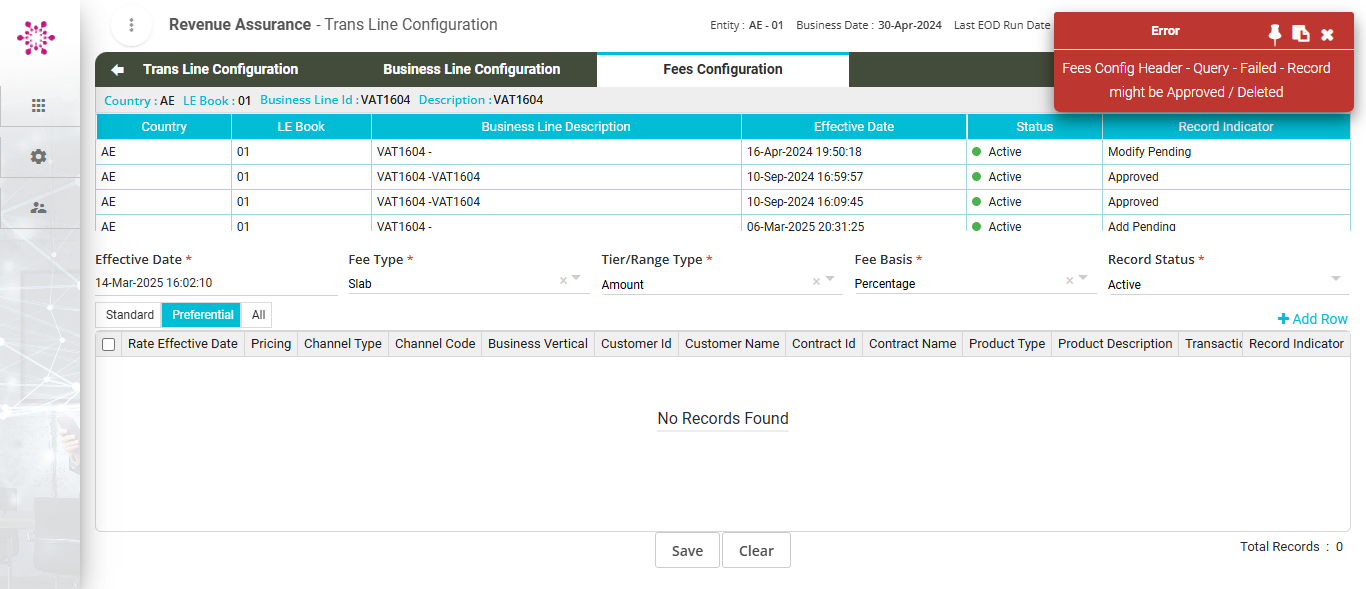 Revenue Assurance - Trans Line Configuration
Entity : AE - 01 Business Date : 30-Apr-2024 Last EOD Run Date
Error
Fees Config Header - Query - Failed - Record
might be Approved / Deleted
Trans Line Configuration Business Line Configuration Fees Configuration
Country : AE LE Book : 01 Business Line Id : VAT1604 Description : VAT1604
Country LE Book Business Line Description Effective Date Status Record Indicator
AE 01 VAT1604 - 16-Apr-2024 19:50:18 Active Modify Pending
AE 01 VAT1604 -VAT1604 10-Sep-2024 16:59:57 Active Approved
AE 01 VAT1604 -VAT1604 10-Sep-2024 16:09:45 Active Approved
AE 01 VAT1604 - 06-Mar-2025 20:31:25 Active Add Pending
Effective Date * Fee Type * Tier/Range Type * Fee Basis * Record Status *
14-Mar-2025 16:02:10 Slab Amount Percentage Active
Standard Preferential All
Add Row
Rate Effective Date Pricing Channel Type Channel Code Business Vertical Customer Id Customer Name Contract Id Contract Name Product Type Product Description Transactic Record Indicator
No Records Found
Save Clear
Total Records : 0